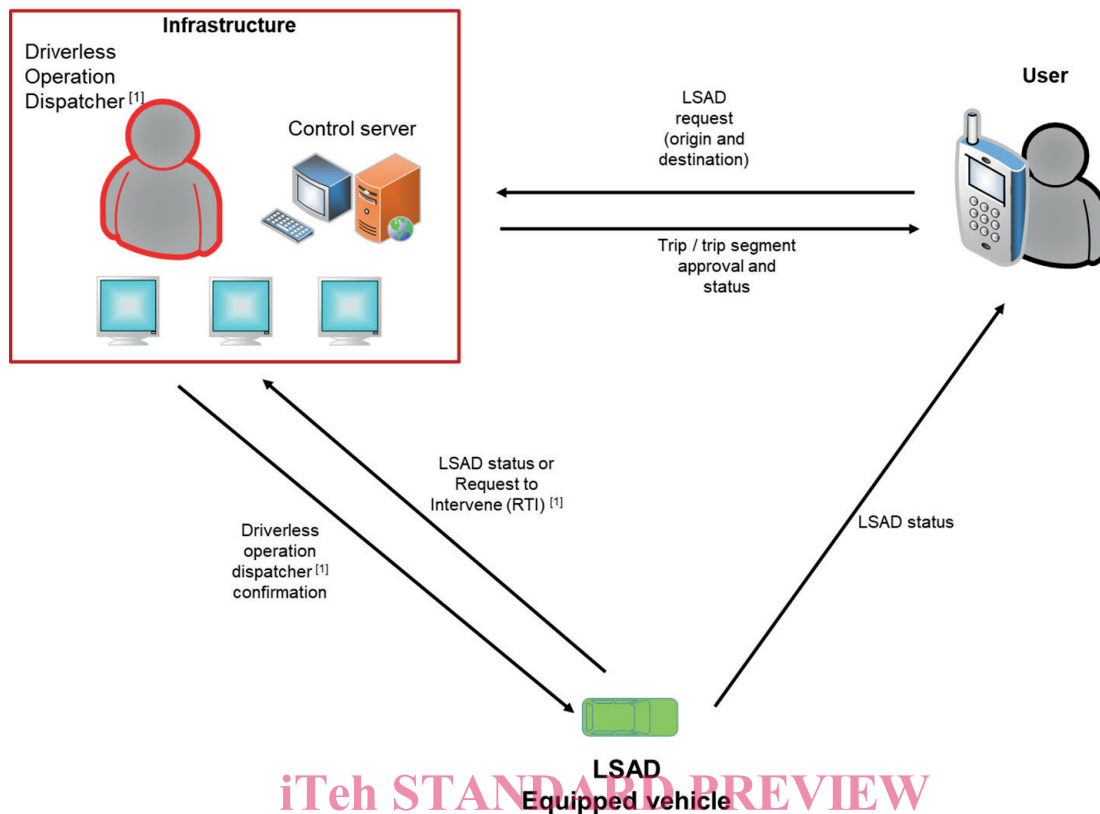 Infrastructure
Driverless
Operation
Dispatcher [1]
Control server
User
LSAD
request
(origin and
destination)
Trip / trip segment
approval and
status
LSAD status or
Request to
Intervene (RTI) [1]
Driverless
operation
dispatcher [1]
confirmation
LSAD status
LSAD
iTeh STANDARD PREVIEW
Equipped vehicle